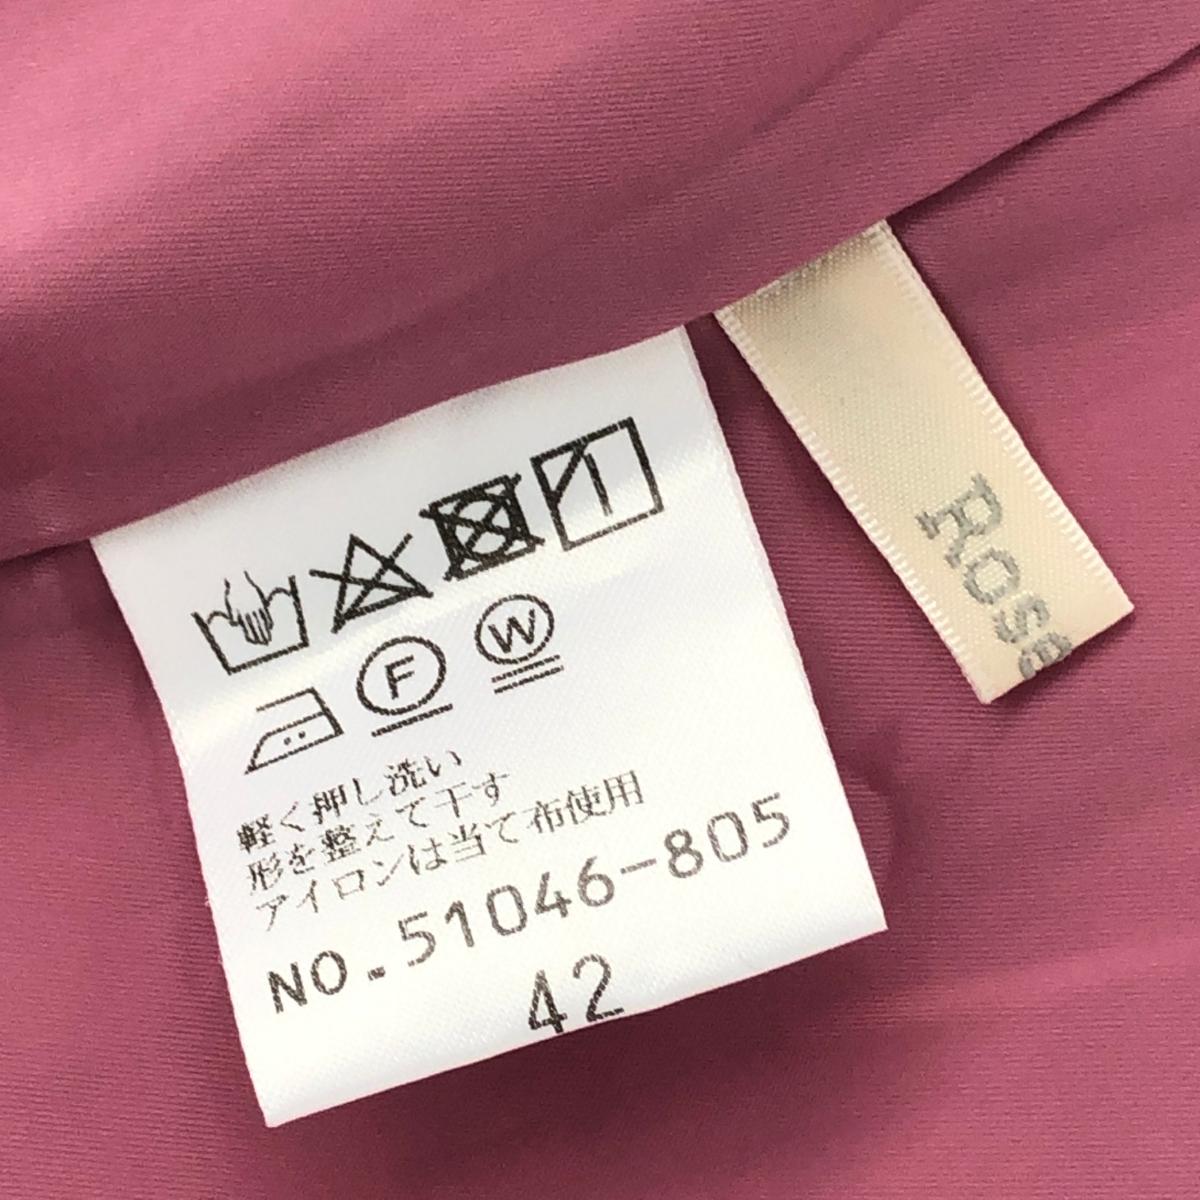 F W
軽く押し洗い
形を整えて干す
アイロンは当て布使用
NO.51046-805
42
Rose